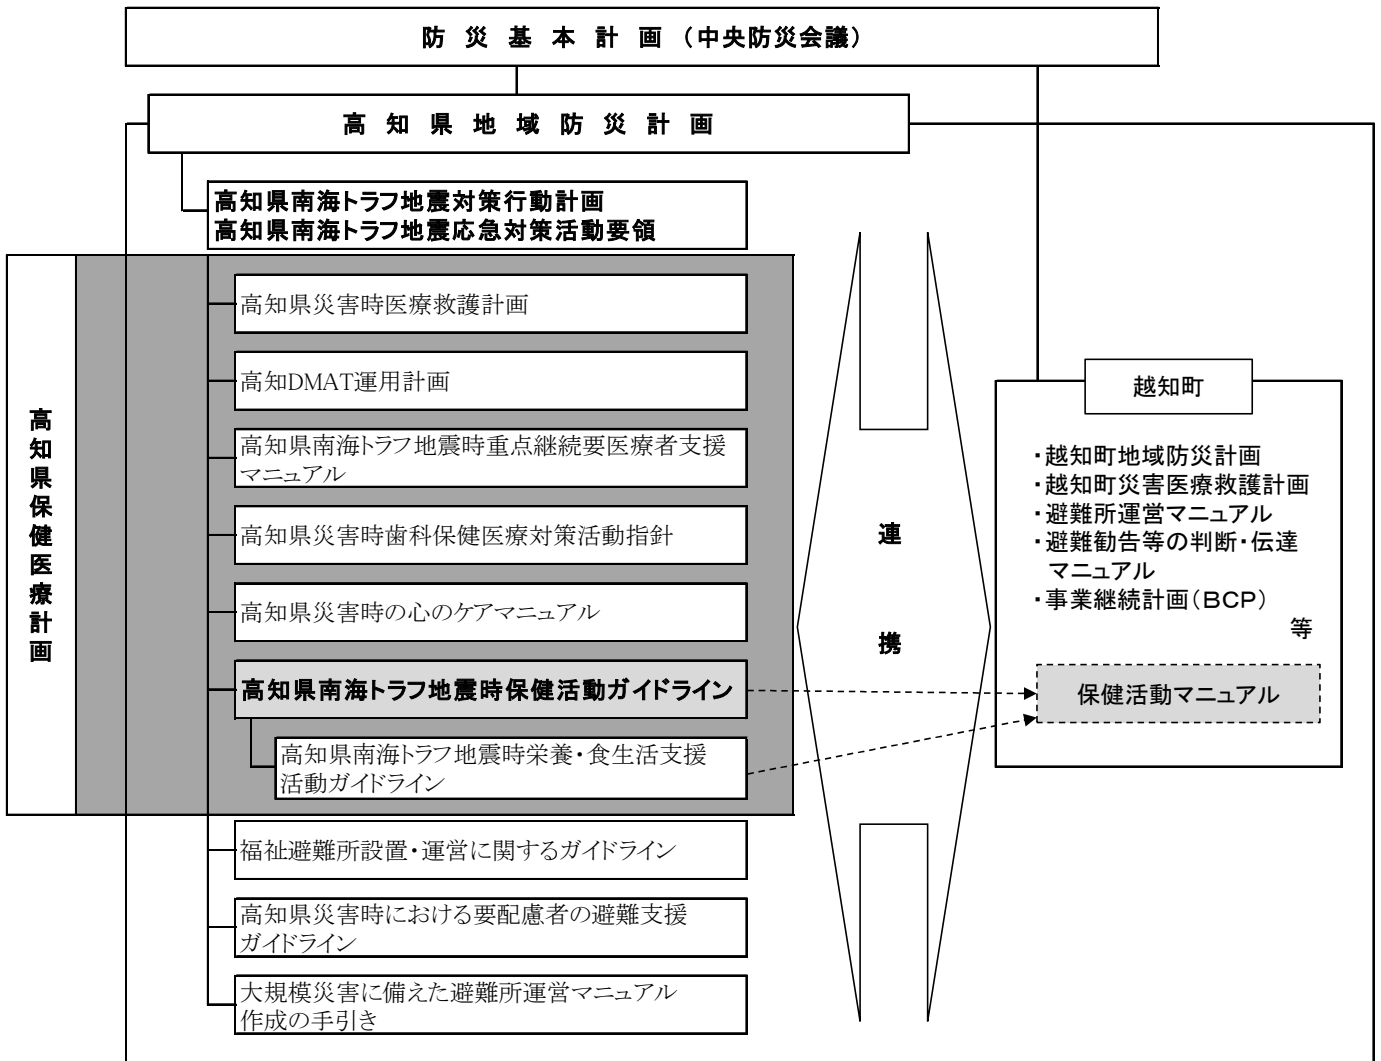 防災基本計画（中央防災会議）
高知県地域防災計画
高知県南海トラフ地震対策行動計画
高知県南海トラフ地震応急対策活動要領
高知県保健医療計画
高知県災害時医療救護計画
高知DMAT運用計画
高知県南海トラフ地震時重点継続要医療者支援
マニュアル
高知県災害時歯科保健医療対策活動指針
高知県災害時の心のケアマニュアル
高知県南海トラフ地震時保健活動ガイドライン
高知県南海トラフ地震時栄養・食生活支援
活動ガイドライン
福祉避難所設置・運営に関するガイドライン
高知県災害時における要配慮者の避難支援
ガイドライン
大規模災害に備えた避難所運営マニュアル
作成の手引き
連携
越知町
・越知町地域防災計画
・越知町災害医療救護計画
・避難所運営マニュアル
・避難勧告等の判断・伝達
マニュアル
・事業継続計画（ＢＣＰ）
等
保健活動マニュアル